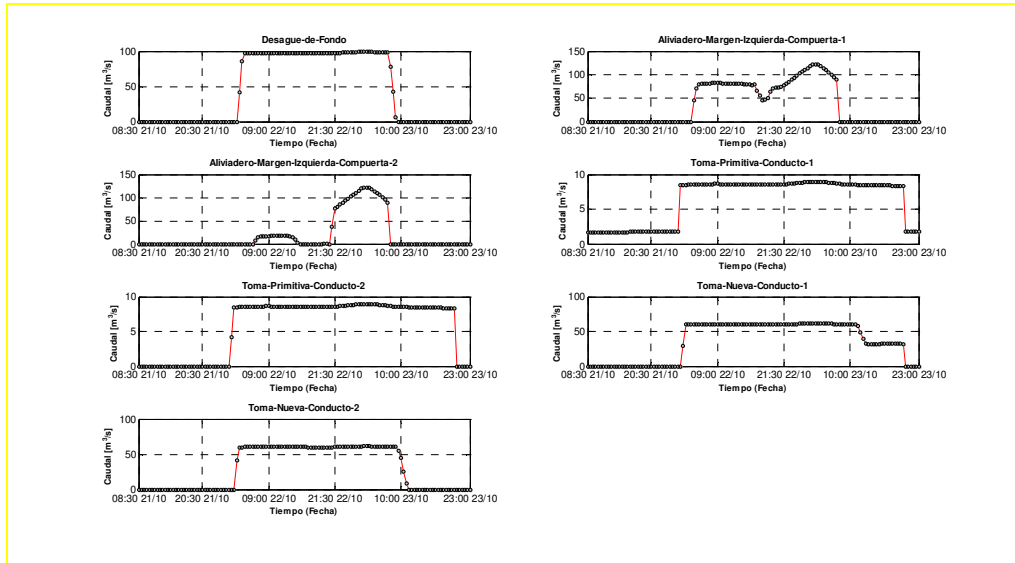 Desague-de-Fondo
Caudal [m³/s]
100
50
0
08:30 21/10 20:30 21/10 09:00 22/10 21:30 22/10 10:00 23/10 23:00 23/10
Tiempo (Fecha)
Aliviadero-Margen-Izquierda-Compuerta-1
Caudal [m³/s]
150
100
50
0
08:30 21/10 20:30 21/10 09:00 22/10 21:30 22/10 10:00 23/10 23:00 23/10
Tiempo (Fecha)
Aliviadero-Margen-Izquierda-Compuerta-2
Caudal [m³/s]
150
100
50
0
08:30 21/10 20:30 21/10 09:00 22/10 21:30 22/10 10:00 23/10 23:00 23/10
Tiempo (Fecha)
Toma-Primitiva-Conducto-1
Caudal [m³/s]
10
5
0
08:30 21/10 20:30 21/10 09:00 22/10 21:30 22/10 10:00 23/10 23:00 23/10
Tiempo (Fecha)
Toma-Primitiva-Conducto-2
Caudal [m³/s]
10
5
0
08:30 21/10 20:30 21/10 09:00 22/10 21:30 22/10 10:00 23/10 23:00 23/10
Tiempo (Fecha)
Toma-Nueva-Conducto-1
Caudal [m³/s]
100
50
0
08:30 21/10 20:30 21/10 09:00 22/10 21:30 22/10 10:00 23/10 23:00 23/10
Tiempo (Fecha)
Toma-Nueva-Conducto-2
Caudal [m³/s]
100
50
0
08:30 21/10 20:30 21/10 09:00 22/10 21:30 22/10 10:00 23/10 23:00 23/10
Tiempo (Fecha)